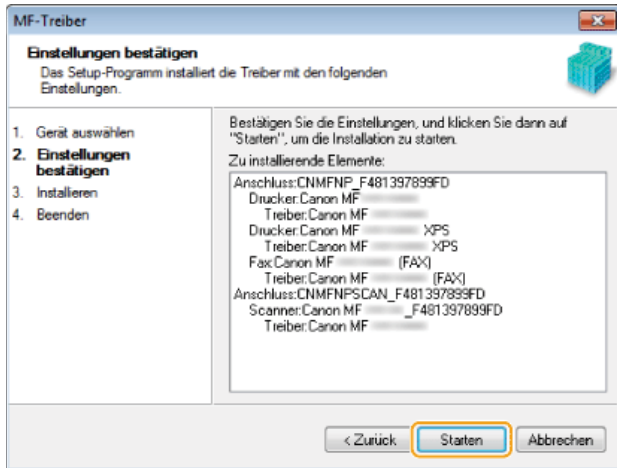 MF-Treiber
Einstellungen bestätigen
Das Setup-Programm installiert die Treiber mit den folgenden
Einstellungen.
1. Gerät auswählen
2. Einstellungen
bestätigen
3. Installieren
4. Beenden
Bestätigen Sie die Einstellungen, und klicken Sie dann auf
"Starten", um die Installation zu starten.
Zu installierende Elemente:
Anschluss:CNMFNP_F481397899FD
Drucker:Canon MF
Treiber:Canon MF
Drucker:Canon MF XPS
Treiber:Canon MF XPS
Fax:Canon MF (FAX)
Treiber:Canon MF (FAX)
Anschluss:CNMFNPSCAN_F481397899FD
Scanner:Canon MF _F481397899FD
Treiber:Canon MF
< Zurück
Starten
Abbrechen